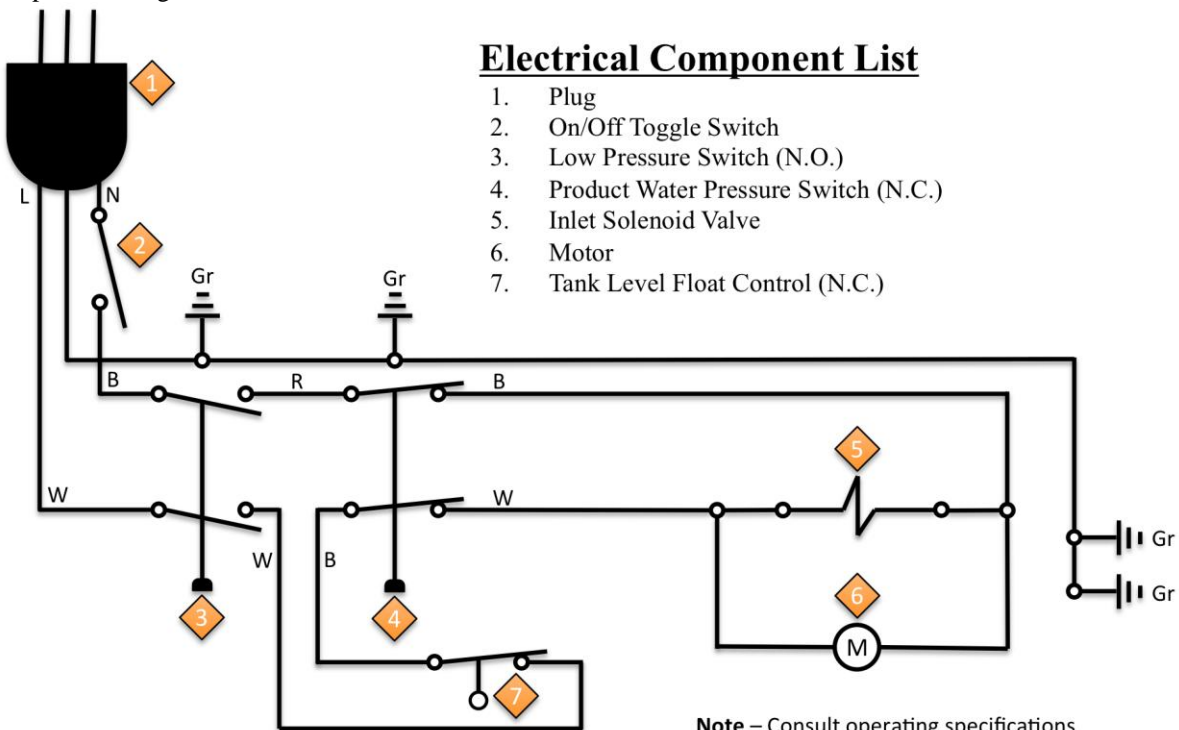 Electrical Component List
1. Plug
2. On/Off Toggle Switch
3. Low Pressure Switch (N.O.)
4. Product Water Pressure Switch (N.C.)
5. Inlet Solenoid Valve
6. Motor
7. Tank Level Float Control (N.C.)
1
L
N
2
Gr
Gr
B
R
B
5
W
W
W
B
Gr
3
4
6
Gr
M
7
Note – Consult operating specifications